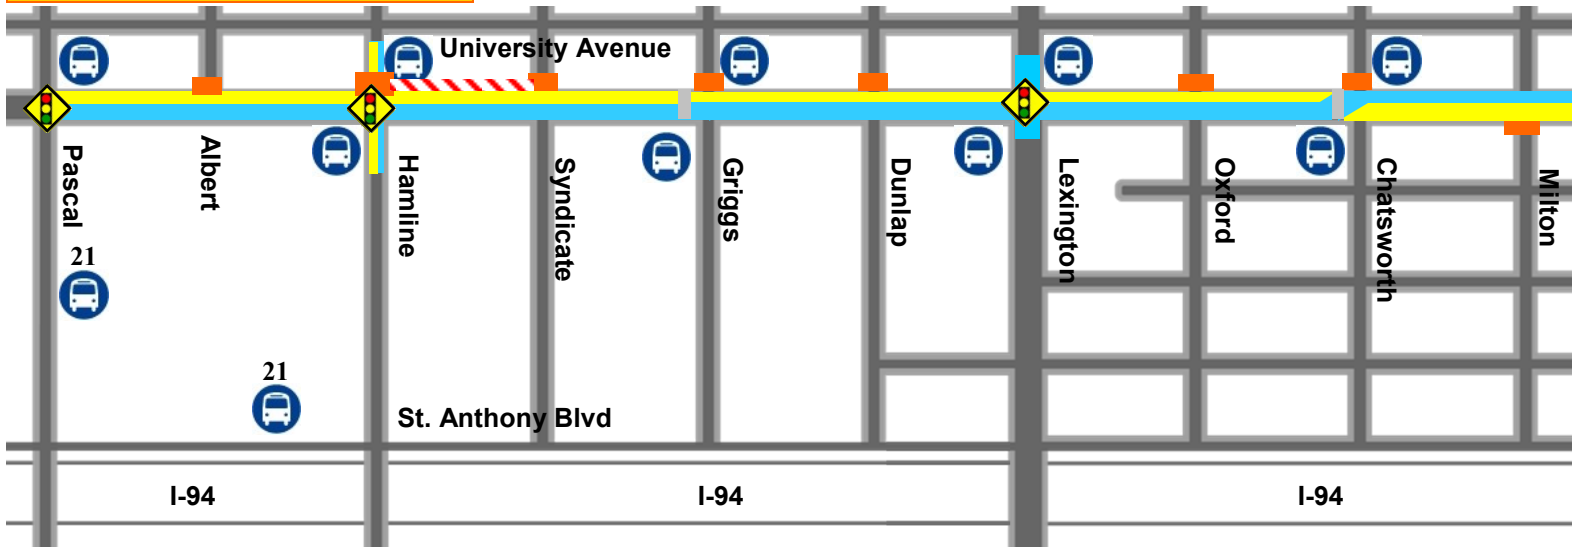 University Avenue
Pascal
Albert
Hamline
Syndicate
Griggs
Dunlap
Lexington
Oxford
Chatsworth
Milton
21
21
St. Anthony Blvd
I-94
I-94
I-94